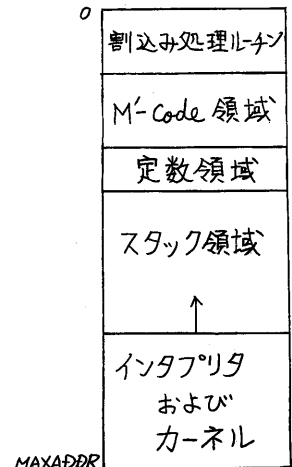 0
割込み処理ルーチン
M'-Code 領域
定数領域
スタック領域
インタプリタ
および
カーネル
MAXADDR